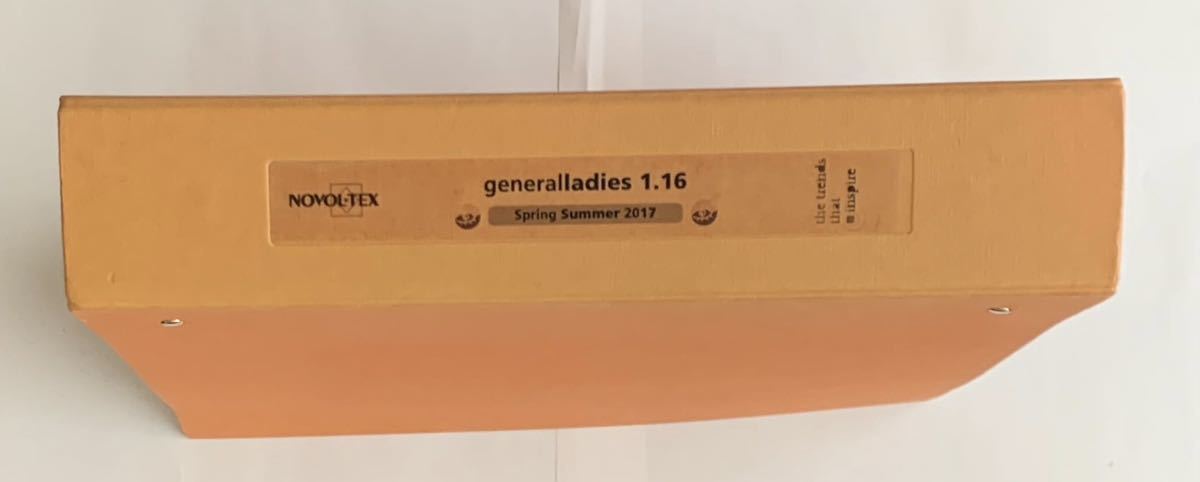 NOVOLTEX
generalladies 1.16
Spring Summer 2017
the trends
that
inspire